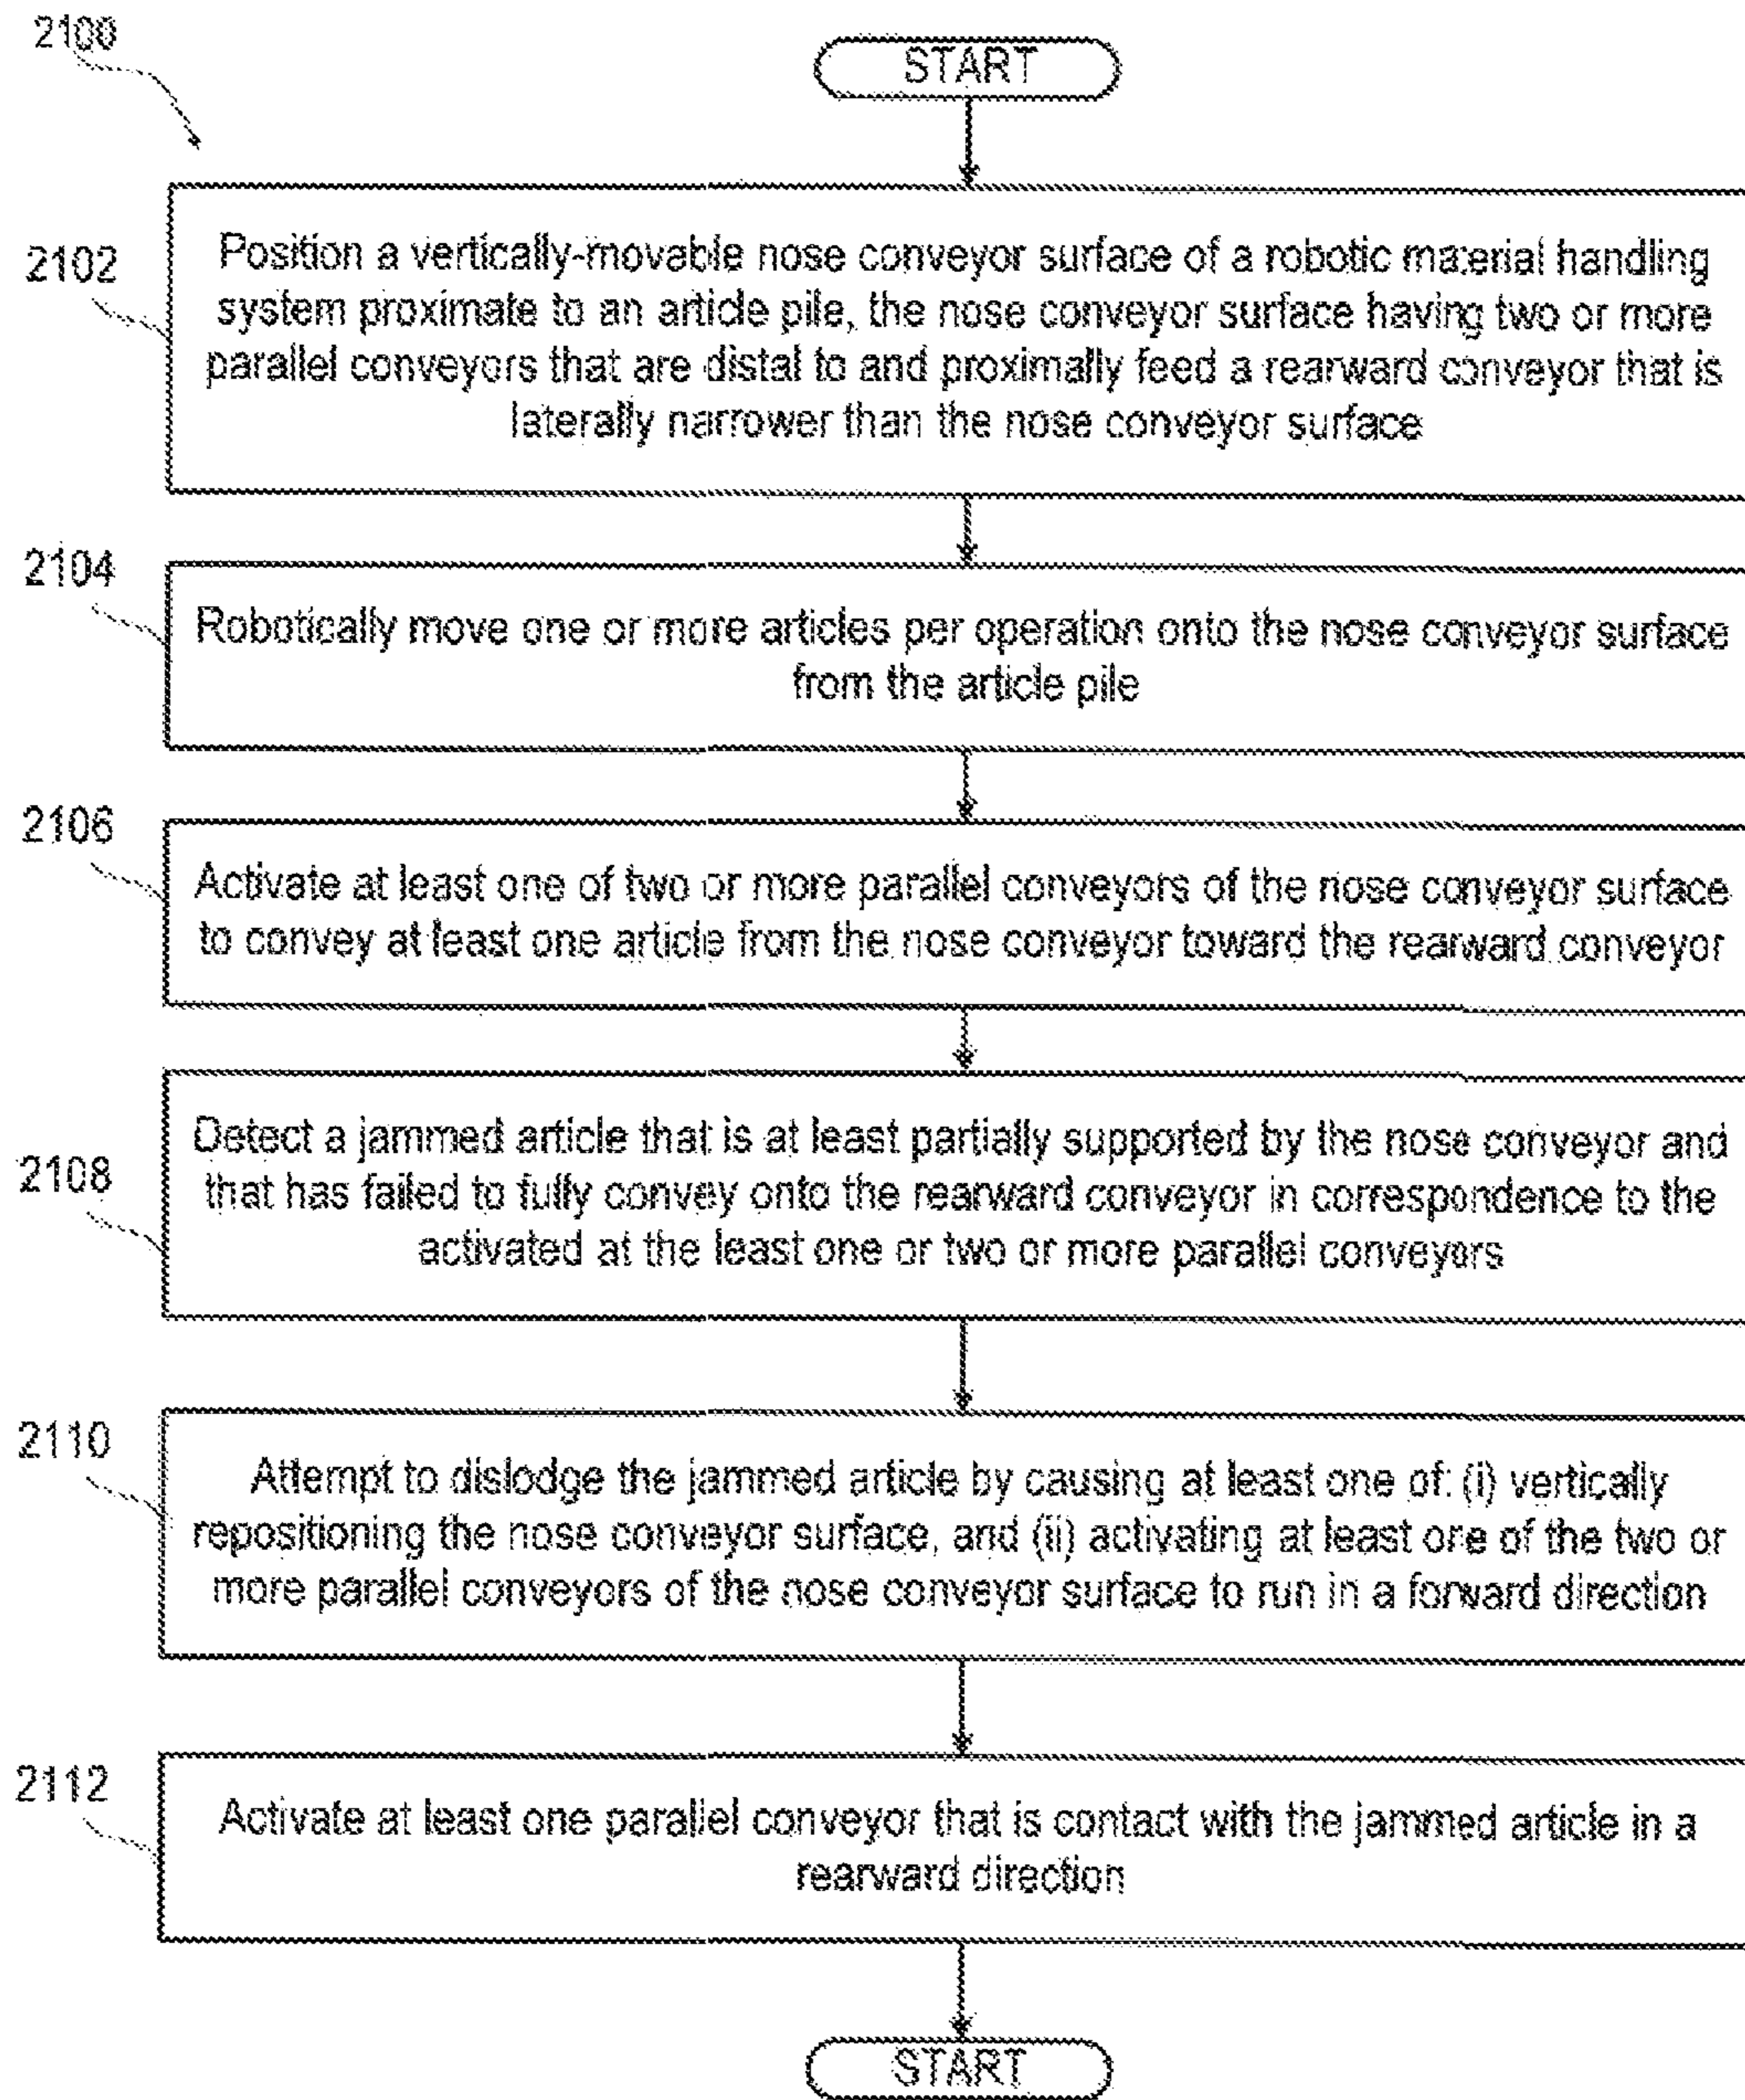 2100
START
2102
Position a vertically-movable nose conveyor surface of a robotic material handling
system proximate to an article pile, the nose conveyor surface having two or more
parallel conveyors that are distal to and proximally feed a rearward conveyor that is
laterally narrower than the nose conveyor surface
2104
Robotically move one or more articles per operation onto the nose conveyor surface
from the article pile
2106
Activate at least one of two or more parallel conveyors of the nose conveyor surface
to convey at least one article from the nose conveyor toward the rearward conveyor
2108
Detect a jammed article that is at least partially supported by the nose conveyor and
that has failed to fully convey onto the rearward conveyor in correspondence to the
activated at the least one or two or more parallel conveyors
2110
Attempt to dislodge the jammed article by causing at least one of: (i) vertically
repositioning the nose conveyor surface, and (ii) activating at least one of the two or
more parallel conveyors of the nose conveyor surface to run in a forward direction
2112
Activate at least one parallel conveyor that is contact with the jammed article in a
rearward direction
START